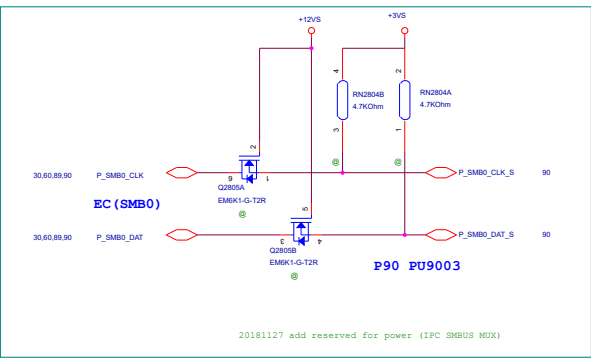 +12VS
+3VS
4
2
RN2804B
4.7KOhm
RN2804A
4.7KOhm
3
1
2
@
@
30,60,89,90
P_SMB0_CLK
6
1
P_SMB0_CLK_S
90
Q2805A
EM6K1-G-T2R
EC(SMB0)
@
5
30,60,89,90
P_SMB0_DAT
3
4
P_SMB0_DAT_S
90
Q2805B
EM6K1-G-T2R
@
P90 PU9003
20181127 add reserved for power (IPC SMBUS MUX)